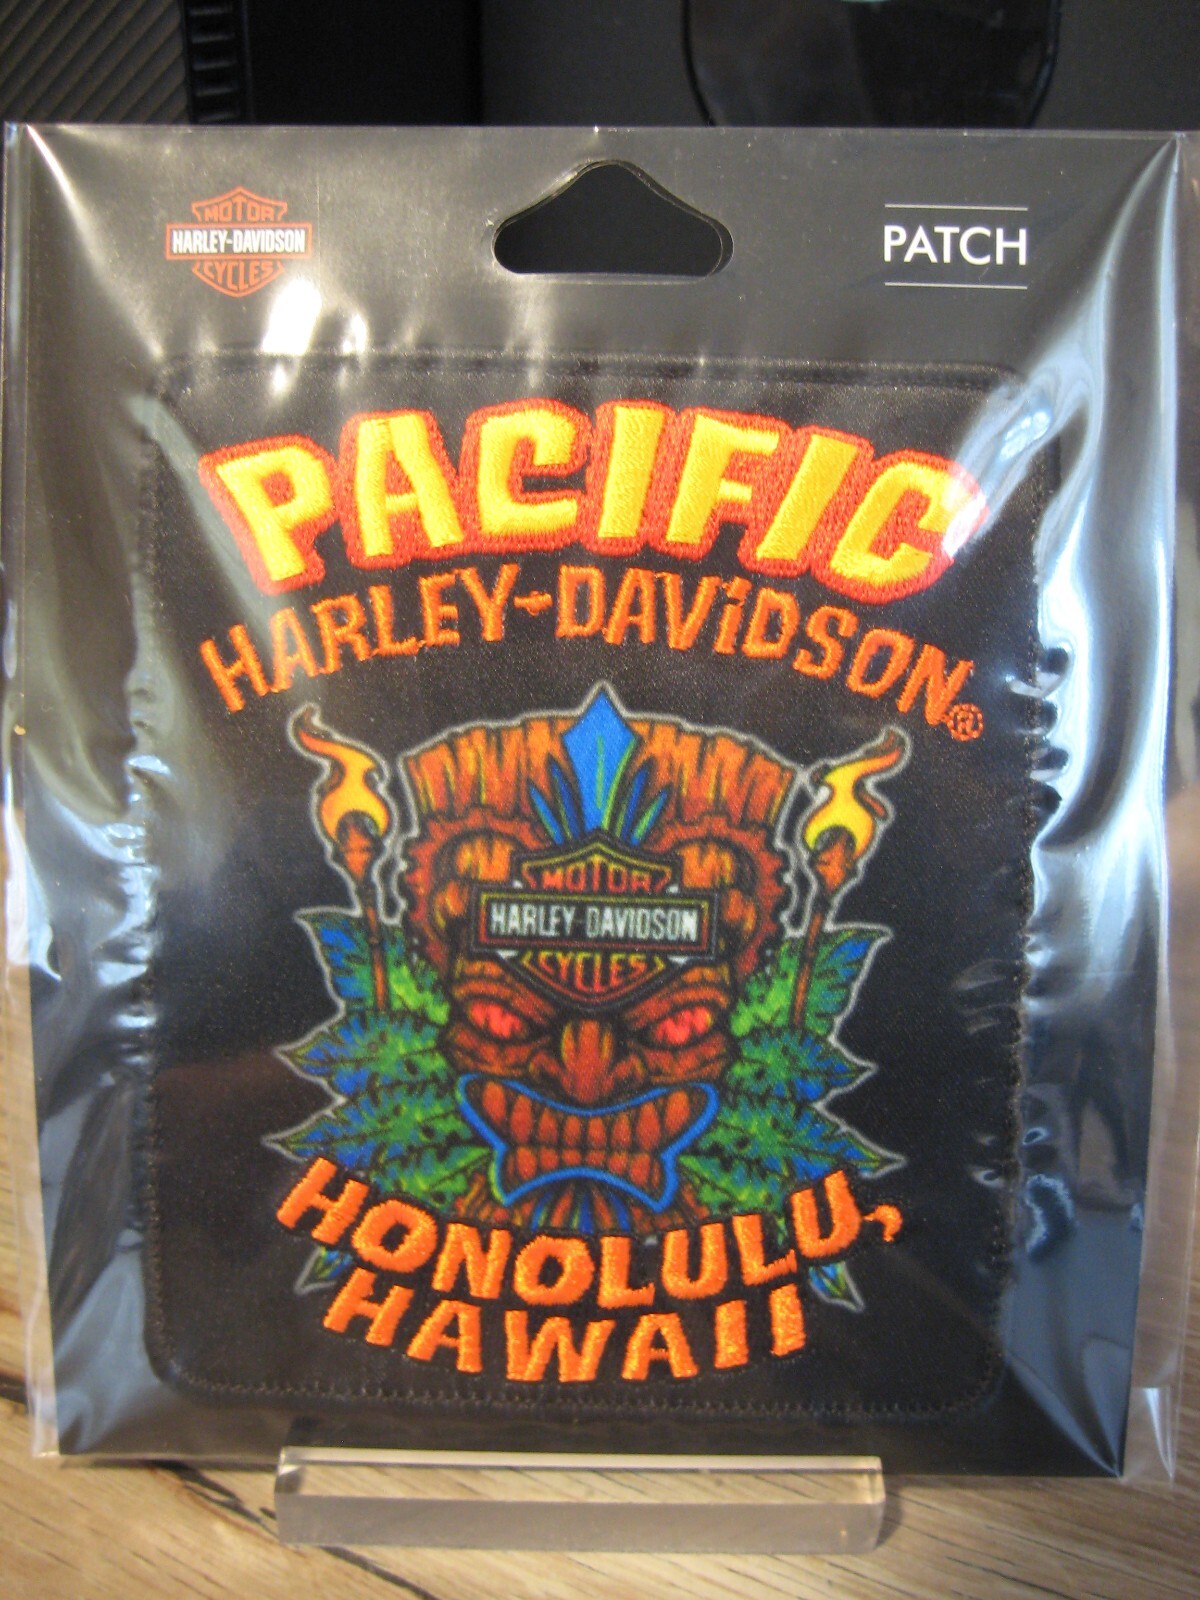 MOTOR
HARLEY-DAVIDSON
CYCLES
PATCH
PACIFIC
HARLEY-DAVIDSON®
MOTOR
HARLEY-DAVIDSON
CYCLES
HONOLULU,
HAWAII